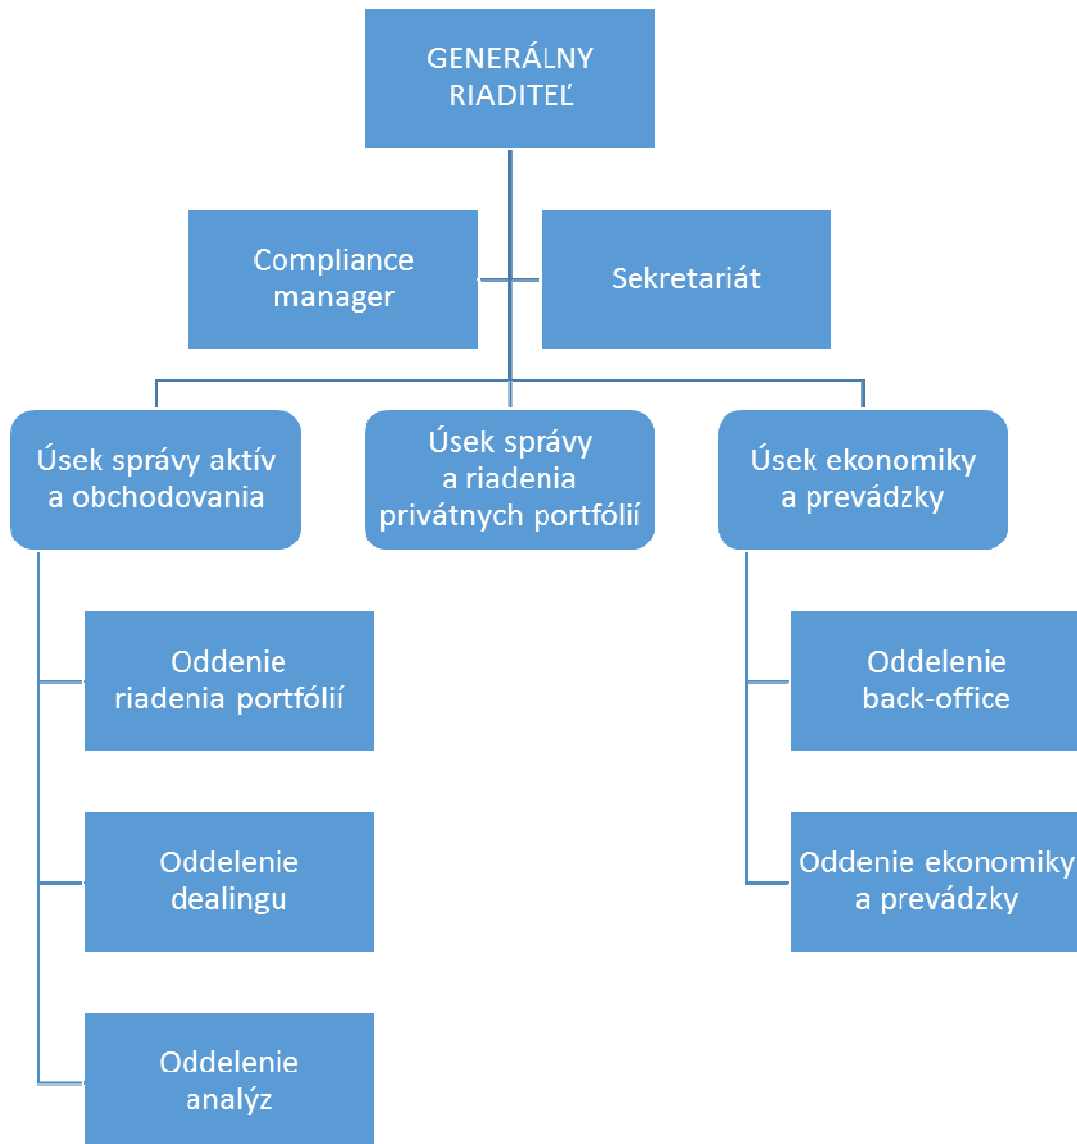 GENERÁLNY
RIADITEĽ
Compliance
manager
Sekretariát
Úsek správy aktív
a obchodovania
Úsek správy
a riadenia
privátnych portfólií
Úsek ekonomiky
a prevádzky
Oddenie
riadenia portfólií
Oddelenie
dealingu
Oddelenie
analýz
Oddelenie
back-office
Oddenie ekonomiky
a prevádzky